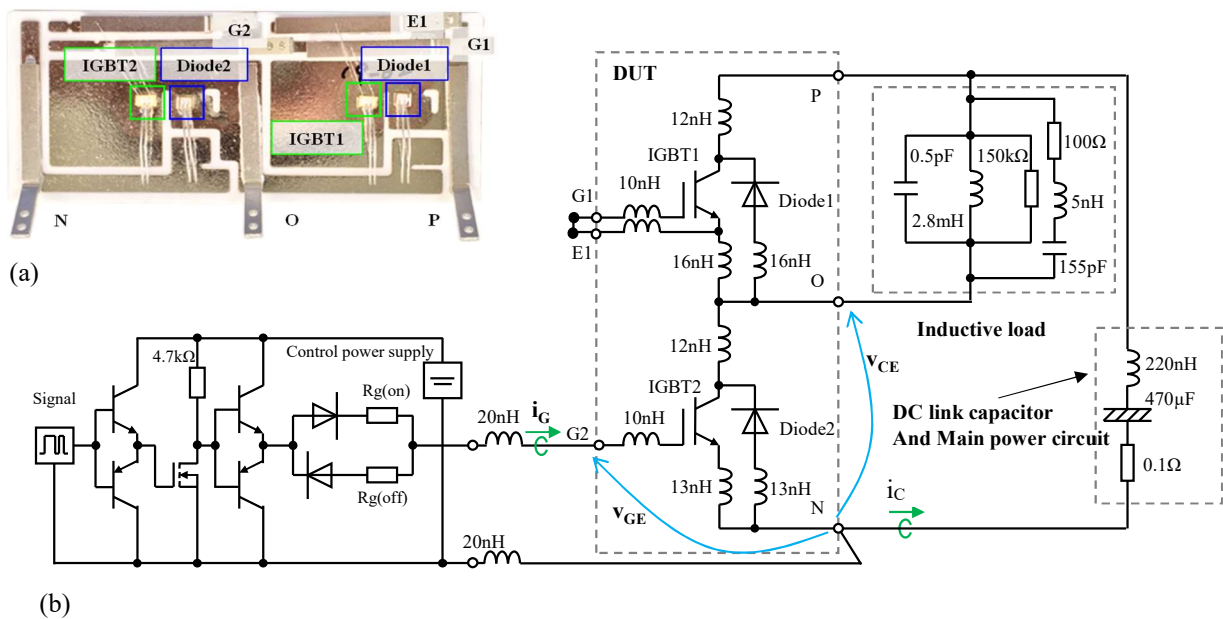 E1
G2
G1
IGBT2
Diode2
Diode1
IGBT1
N
O
P
(a)
DUT
P
12nH
IGBT1
10nH
G1
E1
Diode1
16nH
16nH
O
12nH
IGBT2
10nH
G2
Diode2
13nH
13nH
N
vCE
vGE
iG
iC
0.5pF
150kΩ
100Ω
2.8mH
5nH
155pF
Inductive load
220nH
470μF
0.1Ω
DC link capacitor
And Main power circuit
4.7kΩ
Control power supply
Signal
Rg(on)
Rg(off)
20nH
20nH
(b)